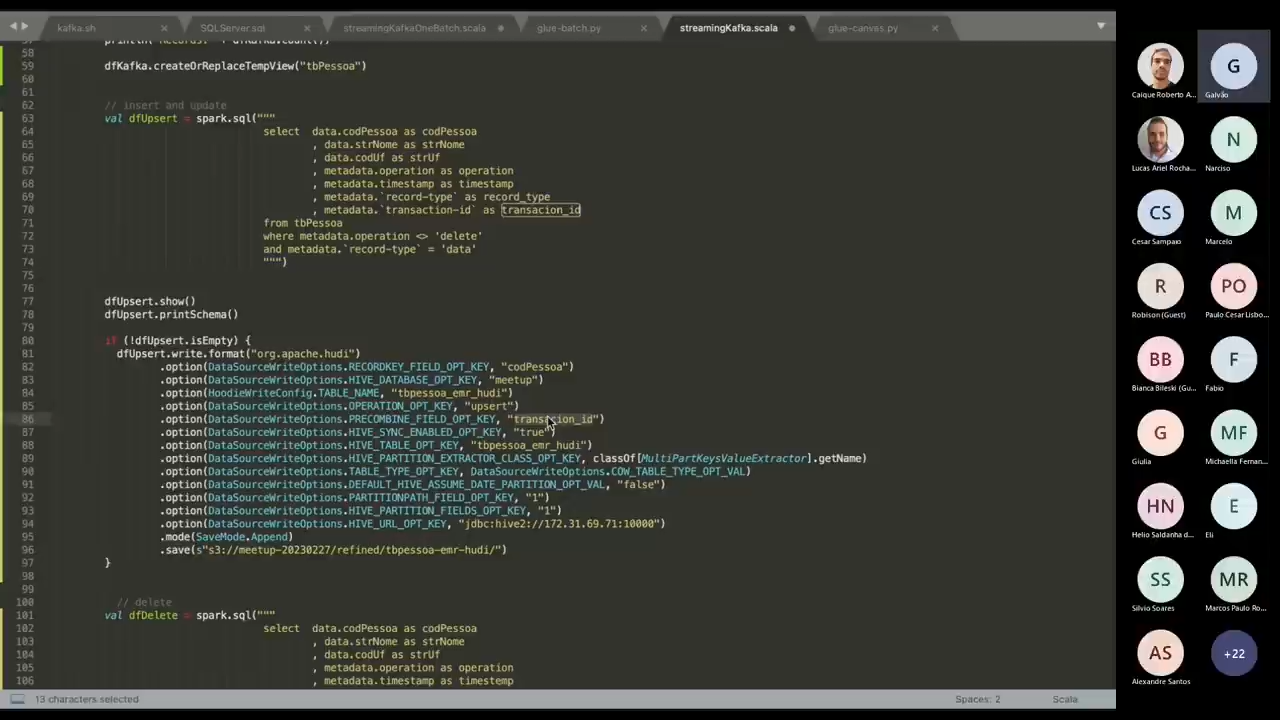 kafka.sh
SQLServer.sql
streamingKafkaOneBatch.scala
glue-batch.py
streamingKafka.scala
glue-canvas.py
58
59 dfKafka.createOrReplaceTempView("tbPessoa")
60
61
62 // insert and update
63 val dfUpsert = spark.sql("""
64 select data.codPessoa as codPessoa
65 , data.strNome as strNome
66 , data.codUf as strUf
67 , metadata.operation as operation
68 , metadata.timestamp as timestamp
69 , metadata.`record-type` as record_type
70 , metadata.`transaction-id` as transacion_id
71 from tbPessoa
72 where metadata.operation <> 'delete'
73 and metadata.`record-type` = 'data'
74 """)
75
76
77 dfUpsert.show()
78 dfUpsert.printSchema()
79
80 if (!dfUpsert.isEmpty) {
81 dfUpsert.write.format("org.apache.hudi")
82 .option(DataSourceWriteOptions.RECORDKEY_FIELD_OPT_KEY, "codPessoa")
83 .option(DataSourceWriteOptions.HIVE_DATABASE_OPT_KEY, "meetup")
84 .option(HoodieWriteConfig.TABLE_NAME, "tbpessoa_emr_hudi")
85 .option(DataSourceWriteOptions.OPERATION_OPT_KEY, "upsert")
86 .option(DataSourceWriteOptions.PRECOMBINE_FIELD_OPT_KEY, "transacion_id")
87 .option(DataSourceWriteOptions.HIVE_SYNC_ENABLED_OPT_KEY, "true")
88 .option(DataSourceWriteOptions.HIVE_TABLE_OPT_KEY, "tbpessoa_emr_hudi")
89 .option(DataSourceWriteOptions.HIVE_PARTITION_EXTRACTOR_CLASS_OPT_KEY, classOf[MultiPartKeysValueExtractor].getName)
90 .option(DataSourceWriteOptions.TABLE_TYPE_OPT_KEY, DataSourceWriteOptions.COW_TABLE_TYPE_OPT_VAL)
91 .option(DataSourceWriteOptions.DEFAULT_HIVE_ASSUME_DATE_PARTITION_OPT_VAL, "false")
92 .option(DataSourceWriteOptions.PARTITIONPATH_FIELD_OPT_KEY, "1")
93 .option(DataSourceWriteOptions.HIVE_PARTITION_FIELDS_OPT_KEY, "1")
94 .option(DataSourceWriteOptions.HIVE_URL_OPT_KEY, "jdbc:hive2://172.31.69.71:10000")
95 .mode(SaveMode.Append)
96 .save(s"s3://meetup-20230227/refined/tbpessoa-emr-hudi/")
97 }
98
99
100 // delete
101 val dfDelete = spark.sql("""
102 select data.codPessoa as codPessoa
103 , data.strNome as strNome
104 , data.codUf as strUf
105 , metadata.operation as operation
106 , metadata.timestamp as timestemp
13 characters selected
Spaces: 2
Scala
Caique Roberto A...
G
Galvão
Lucas Ariel Rocha...
N
Narciso
CS
Cesar Sampaio
M
Marcelo
R
Robison (Guest)
PO
Paulo Cesar Lisbo...
BB
Bianca Bileski (Gu...
F
Fabio
G
Giulia
MF
Michaella Fernan...
HN
Helio Saldanha d...
E
Eli
SS
Silvio Soares
MR
Marcos Paulo Ro...
AS
Alexandre Santos
+22